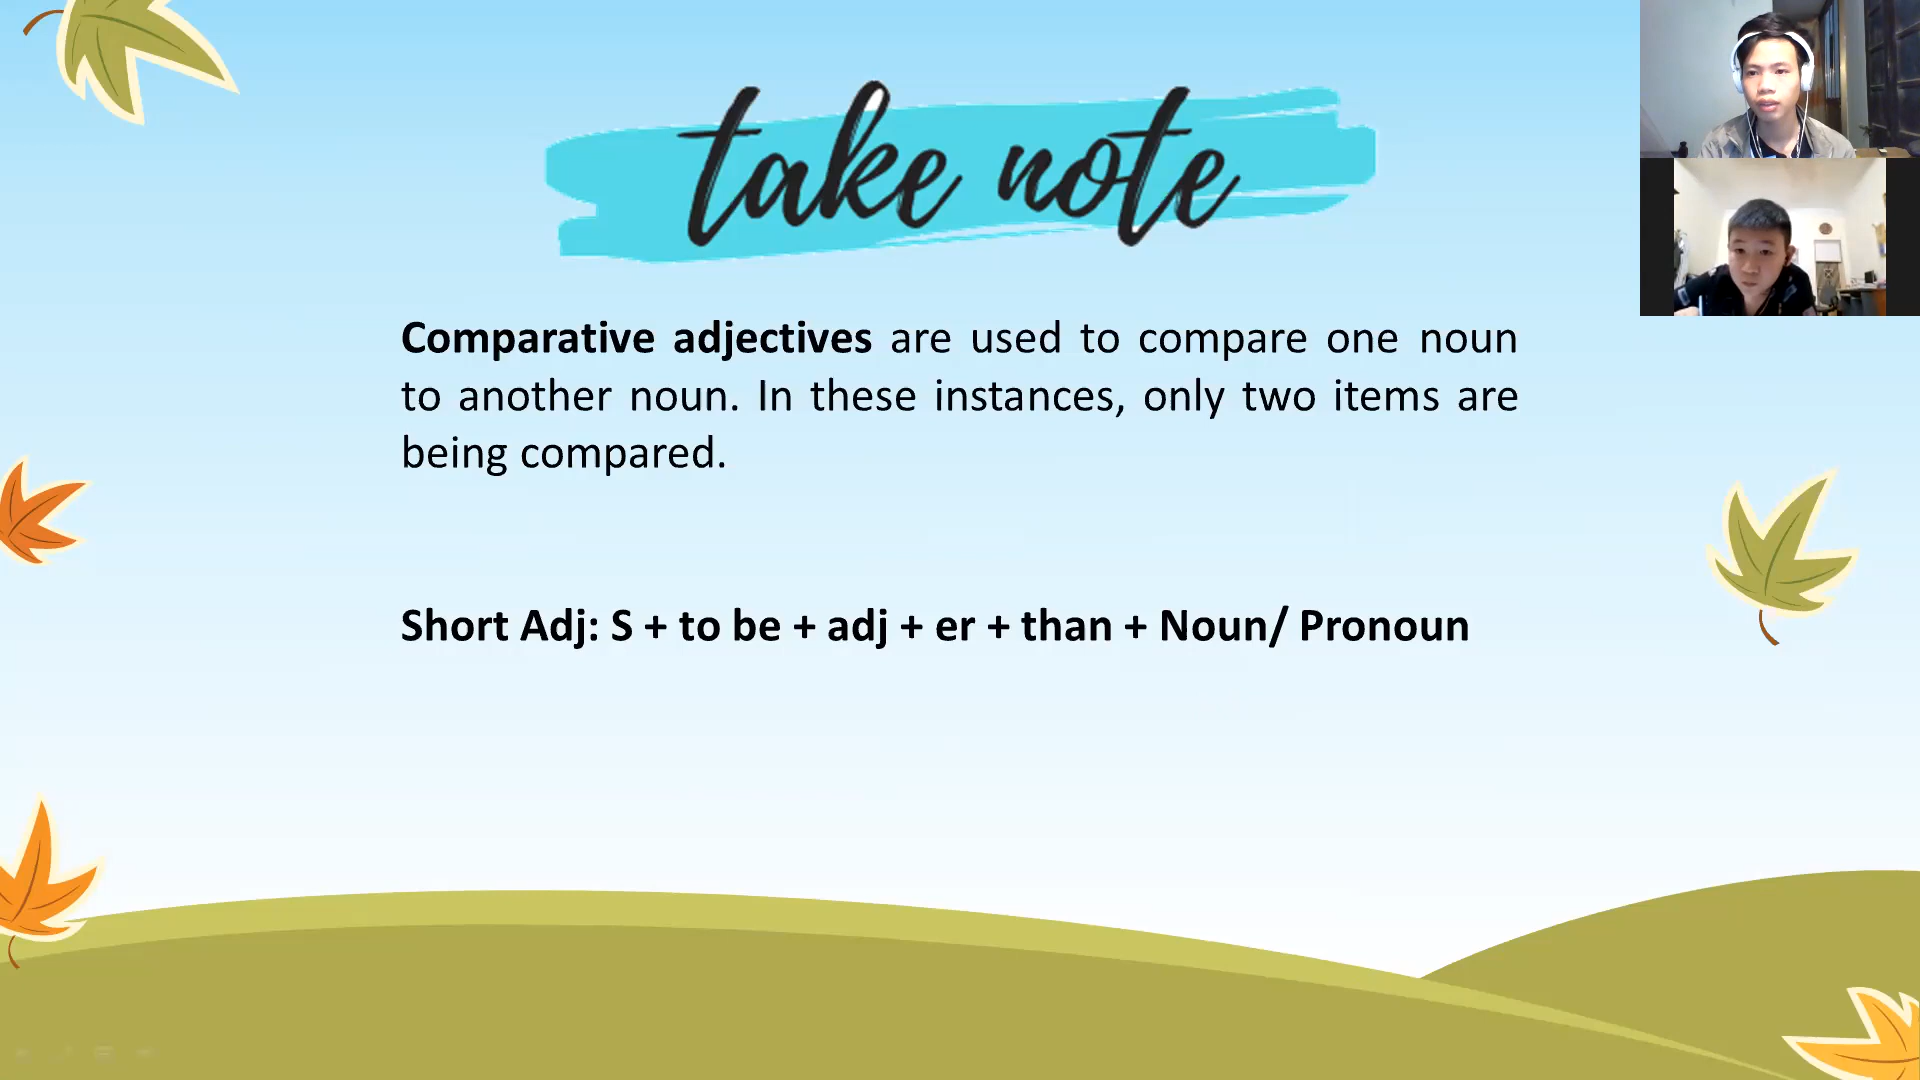 take note
Comparative adjectives are used to compare one noun
to another noun. In these instances, only two items are
being compared.
Short Adj: S + to be + adj + er + than + Noun/ Pronoun